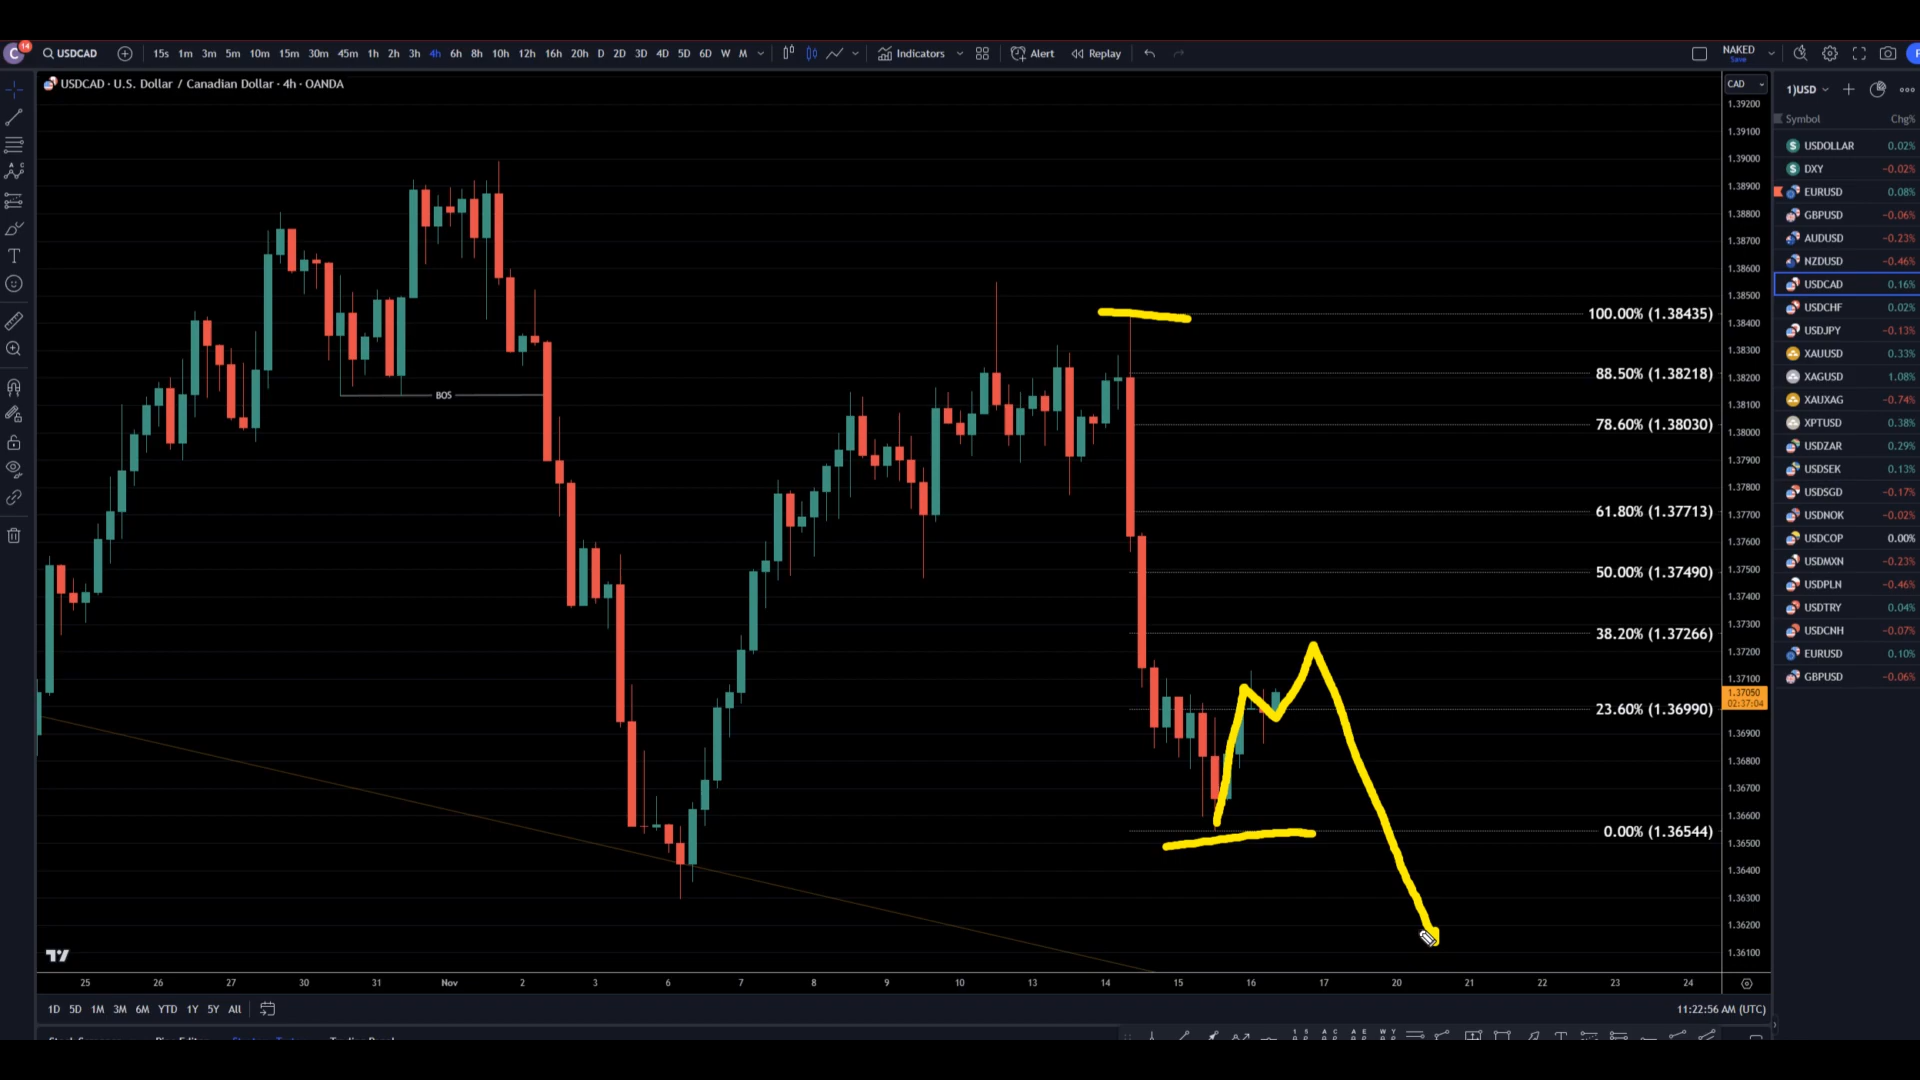 C 14 USDCAD 15s 1m 3m 5m 10m 15m 30m 45m 1h 2h 3h 4h 6h 8h 10h 12h 16h 20h D 2D 3D 4D 5D 6D W M Indicators Alert Replay NAKED
Save
USDCAD · U.S. Dollar / Canadian Dollar · 4h · OANDA
CAD
1.39200
1.39100
1.39000
1.38900
1.38800
1.38700
1.38600
1.38500
1.38400
1.38300
1.38200
1.38100
1.38000
1.37900
1.37800
1.37700
1.37600
1.37500
1.37400
1.37300
1.37200
1.37100
1.37050
02:37:04
1.36900
1.36800
1.36700
1.36600
1.36500
1.36400
1.36300
1.36200
1.36100
BOS
100.00% (1.38435)
88.50% (1.38218)
78.60% (1.38030)
61.80% (1.37713)
50.00% (1.37490)
38.20% (1.37266)
23.60% (1.36990)
0.00% (1.36544)
25 26 27 30 31 Nov 2 3 6 7 8 9 10 13 14 15 16 17 20 21 22 23 24
1D 5D 1M 3M 6M YTD 1Y 5Y All
11:22:56 AM (UTC)
1)USD
Symbol Chg%
USDOLLAR 0.02%
DXY −0.02%
EURUSD 0.08%
GBPUSD −0.06%
AUDUSD −0.23%
NZDUSD −0.46%
USDCAD 0.16%
USDCHF 0.02%
USDJPY −0.13%
XAUUSD 0.33%
XAGUSD 1.08%
XAUXAG −0.74%
XPTUSD 0.38%
USDZAR 0.29%
USDSEK 0.13%
USDSGD −0.17%
USDNOK −0.02%
USDCOP 0.00%
USDMXN −0.23%
USDPLN −0.46%
USDTRY 0.04%
USDCNH −0.07%
EURUSD 0.10%
GBPUSD −0.06%